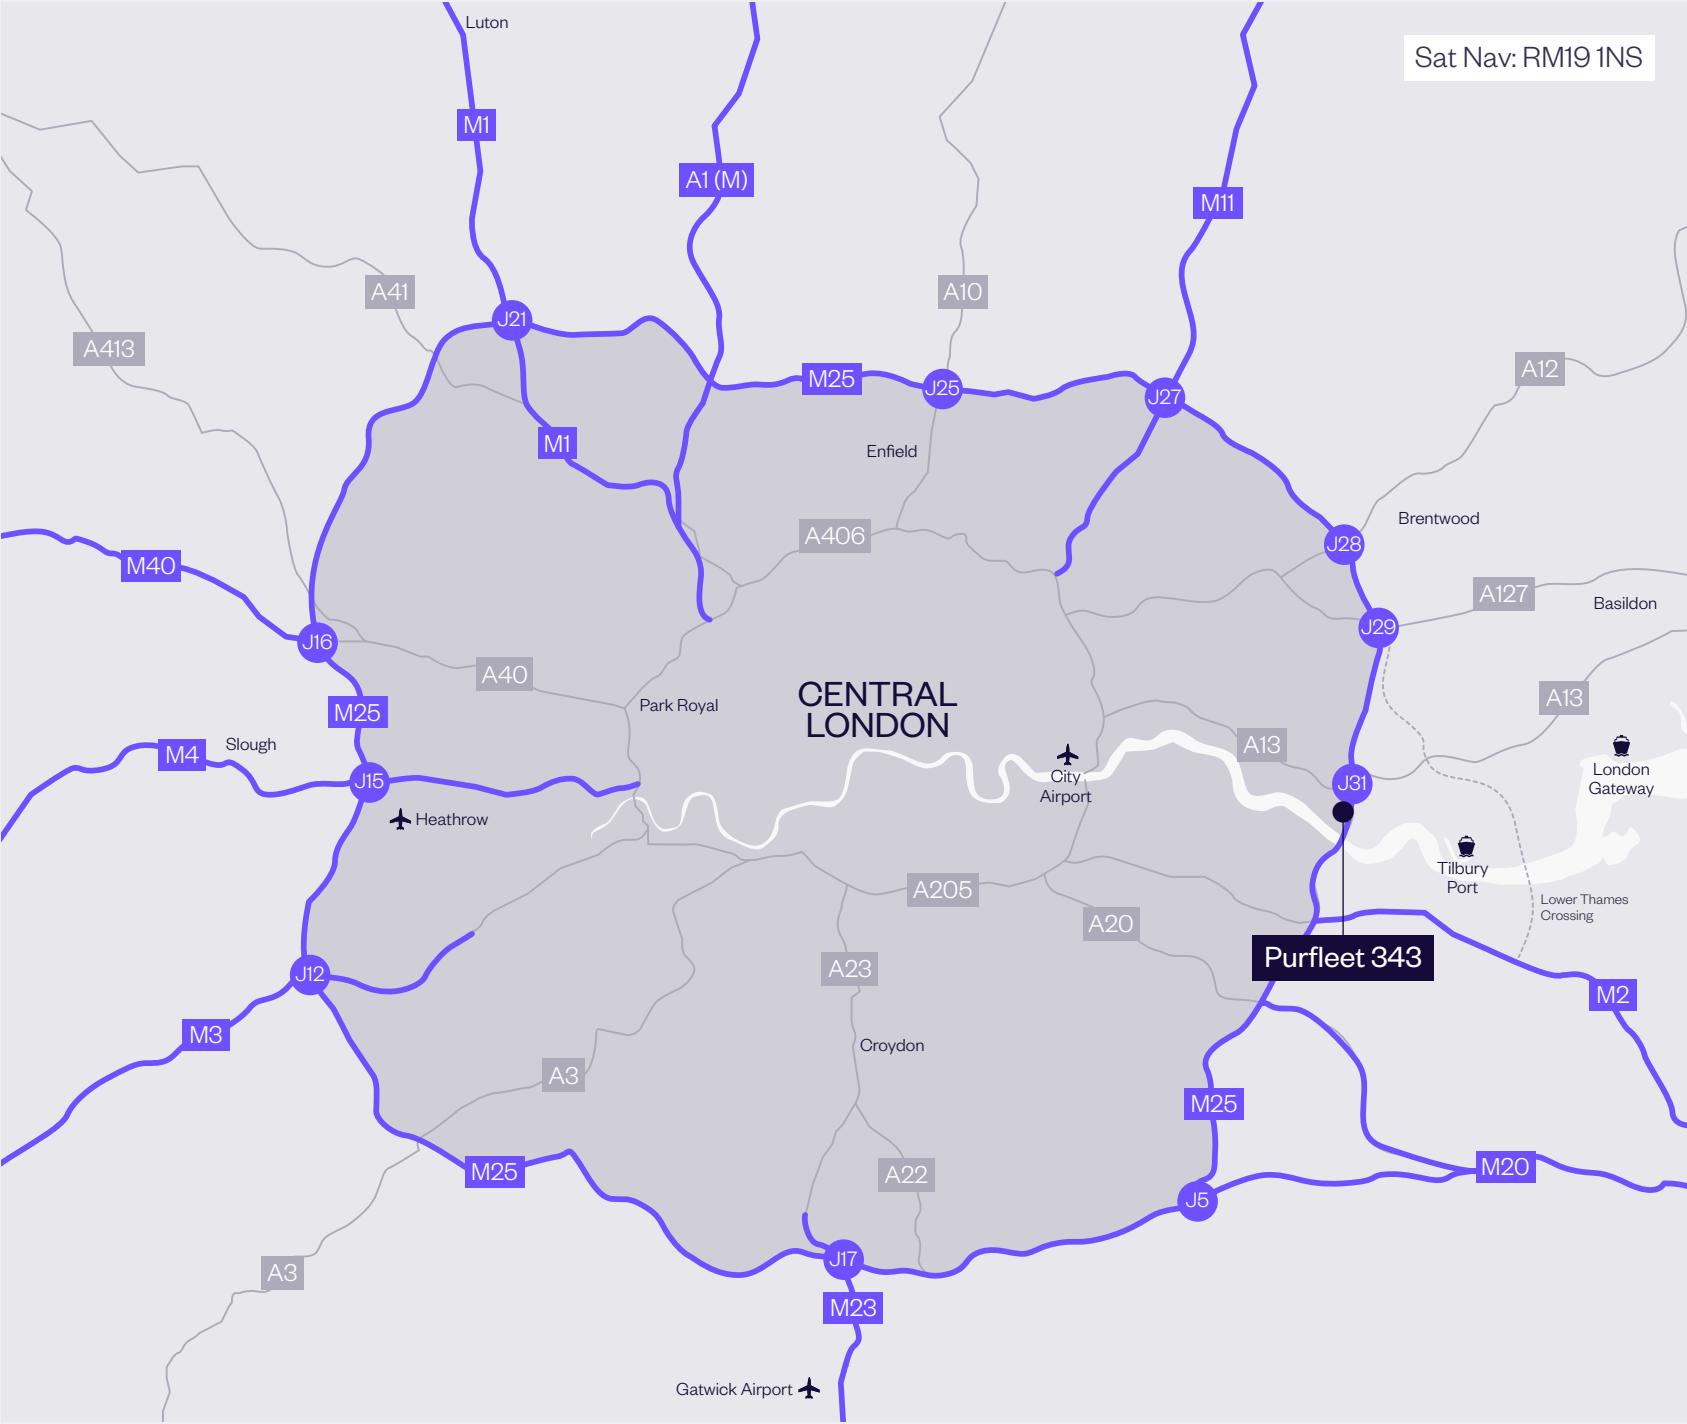 Luton
Sat Nav: RM19 1NS
M1
A1 (M)
M11
A41
A10
J21
A413
A12
M25
J25
J27
M1
Enfield
Brentwood
A406
J28
M40
A127
Basildon
J29
J16
A40
CENTRAL
LONDON
A13
Park Royal
M25
Slough
M4
A13
London
Gateway
City
Airport
J15
J31
Heathrow
Tilbury
Port
A205
Lower Thames
Crossing
A20
Purfleet 343
A23
J12
M2
M3
Croydon
A3
M25
M25
A22
M20
J5
J17
A3
M23
Gatwick Airport